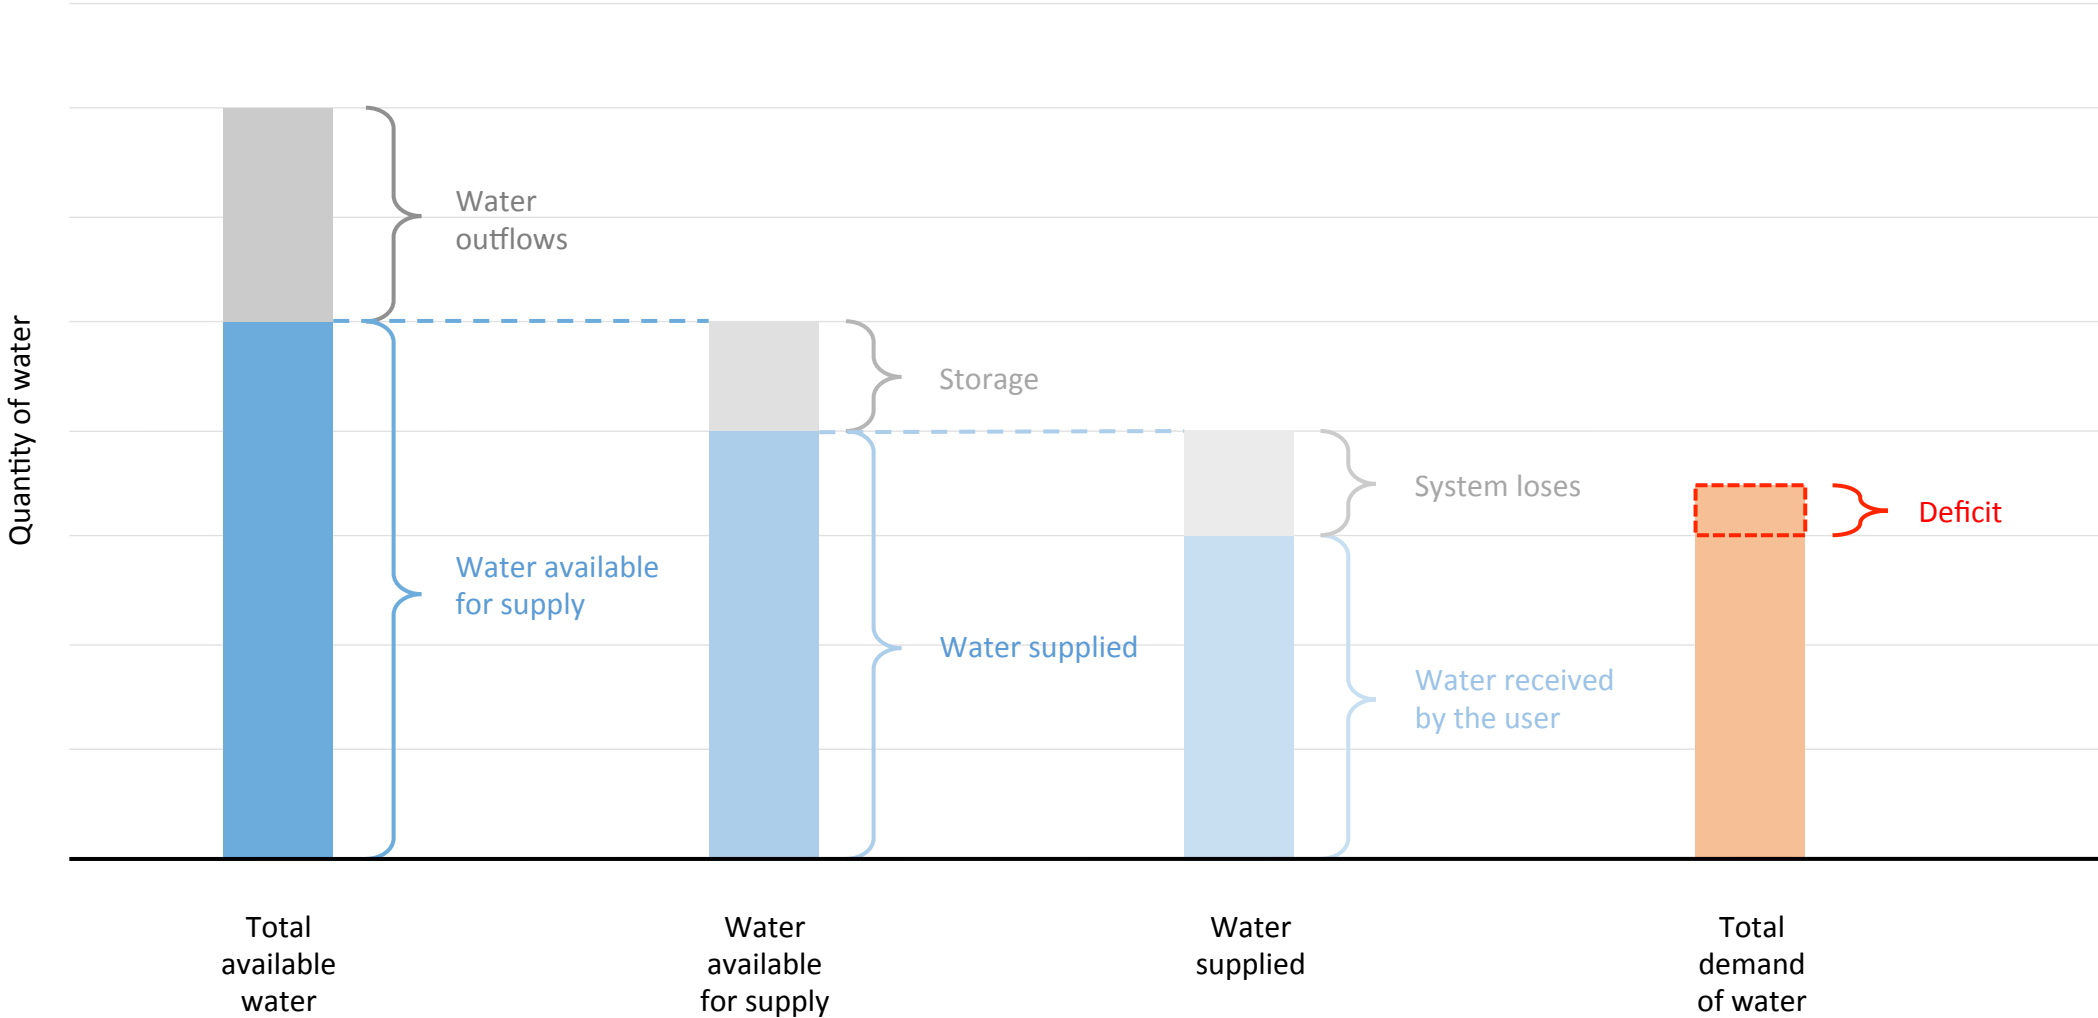 Quantity of water
Water
outflows
Water available
for supply
Storage
Water supplied
System loses
Water received
by the user
Deficit
Total
available
water
Water
available
for supply
Water
supplied
Total
demand
of water